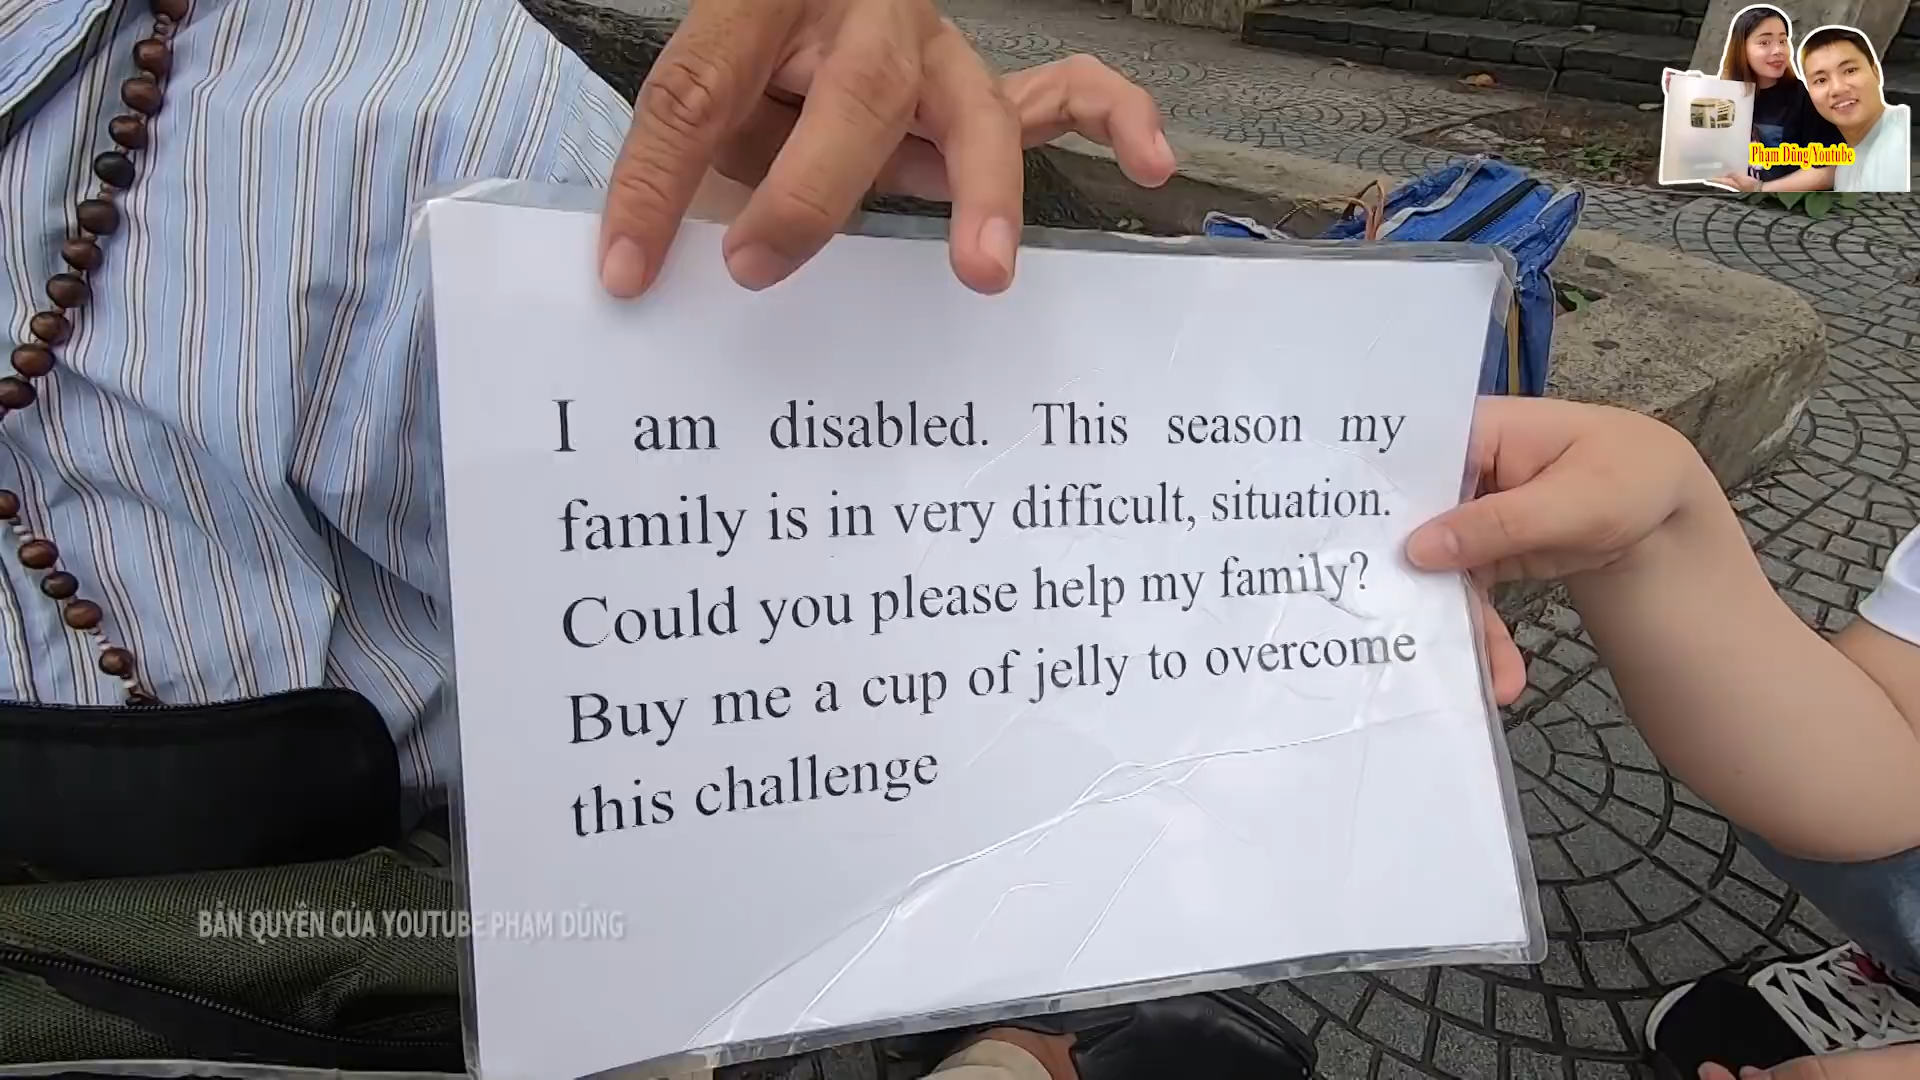 Phạm Dũng Youtube
I am disabled. This season my
family is in very difficult, situation.
Could you please help my family?
Buy me a cup of jelly to overcome
this challenge
BẢN QUYỀN CỦA YOUTUBE PHẠM DŨNG